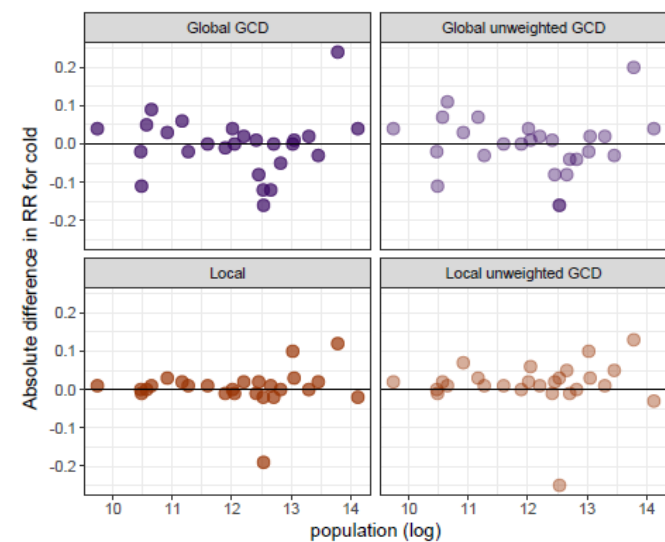 Global GCD
Global unweighted GCD
0.2
0.1
0.0
-0.1
-0.2
Local
Local unweighted GCD
0.2
0.1
0.0
-0.1
-0.2
Absolute difference in RR for cold
10 11 12 13 14
10 11 12 13 14
population (log)